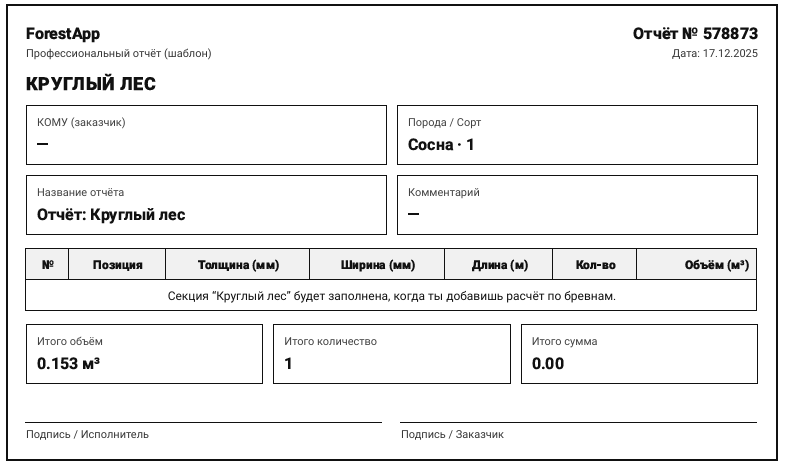 ForestApp
Отчёт № 578873
Профессиональный отчёт (шаблон)
Дата: 17.12.2025
КРУГЛЫЙ ЛЕС
КОМУ (заказчик)
—
Порода / Сорт
Сосна · 1
Название отчёта
Отчёт: Круглый лес
Комментарий
—
№ Позиция Толщина (мм) Ширина (мм) Длина (м) Кол-во Объём (м³)
Секция “Круглый лес” будет заполнена, когда ты добавишь расчёт по бревнам.
Итого объём
0.153 м³
Итого количество
1
Итого сумма
0.00
Подпись / Исполнитель
Подпись / Заказчик